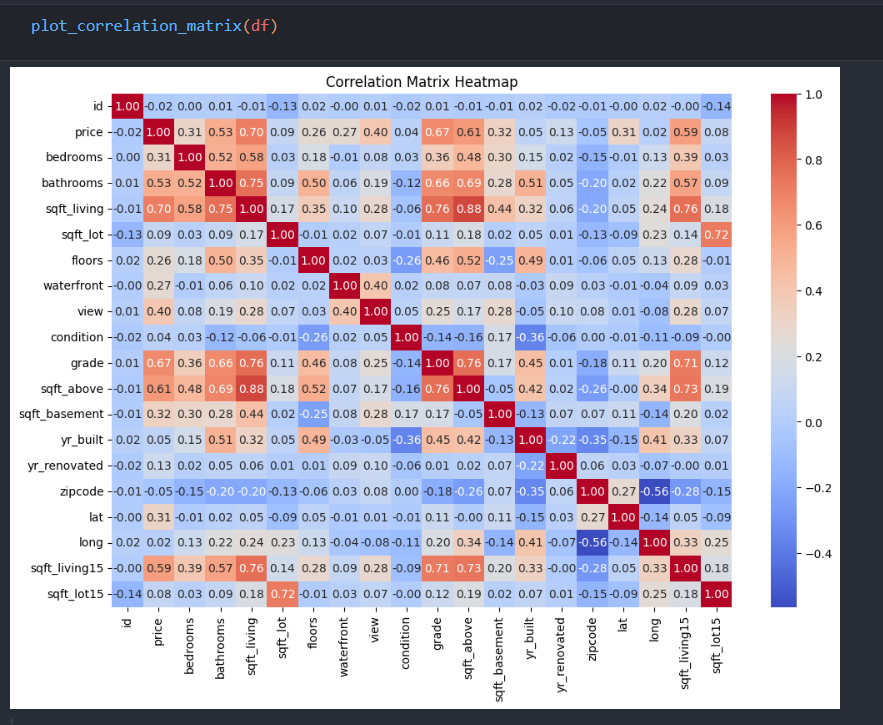 plot_correlation_matrix(df)
Correlation Matrix Heatmap
id 1.00 -0.02 0.00 0.01 -0.01 -0.13 0.02 -0.00 0.01 -0.02 0.01 -0.01 -0.01 0.02 -0.02 -0.01 -0.00 0.02 -0.00 -0.14
price -0.02 1.00 0.31 0.53 0.70 0.09 0.26 0.27 0.40 0.04 0.67 0.61 0.32 0.05 0.13 -0.05 0.31 0.02 0.59 0.08
bedrooms 0.00 0.31 1.00 0.52 0.58 0.03 0.18 -0.01 0.08 0.03 0.36 0.48 0.30 0.15 0.02 -0.15 -0.01 0.13 0.39 0.03
bathrooms 0.01 0.53 0.52 1.00 0.75 0.09 0.50 0.06 0.19 -0.12 0.66 0.69 0.28 0.51 0.05 -0.20 0.02 0.22 0.57 0.09
sqft_living -0.01 0.70 0.58 0.75 1.00 0.17 0.35 0.10 0.28 -0.06 0.76 0.88 0.44 0.32 0.06 -0.20 0.05 0.24 0.76 0.18
sqft_lot -0.13 0.09 0.03 0.09 0.17 1.00 -0.01 0.02 0.07 -0.01 0.11 0.18 0.02 0.05 0.01 -0.13 -0.09 0.23 0.14 0.72
floors 0.02 0.26 0.18 0.50 0.35 -0.01 1.00 0.02 0.03 -0.26 0.46 0.52 -0.25 0.49 0.01 -0.06 0.05 0.13 0.28 -0.01
waterfront -0.00 0.27 -0.01 0.06 0.10 0.02 0.02 1.00 0.40 0.02 0.08 0.07 0.08 -0.03 0.09 0.03 -0.01 -0.04 0.09 0.03
view 0.01 0.40 0.08 0.19 0.28 0.07 0.03 0.40 1.00 0.05 0.25 0.17 0.28 -0.05 0.10 0.08 0.01 -0.08 0.28 0.07
condition -0.02 0.04 0.03 -0.12 -0.06 -0.01 -0.26 0.02 0.05 1.00 -0.14 -0.16 0.17 -0.36 -0.06 0.00 -0.01 -0.11 -0.09 -0.00
grade 0.01 0.67 0.36 0.66 0.76 0.11 0.46 0.08 0.25 -0.14 1.00 0.76 0.17 0.45 0.01 -0.18 0.11 0.20 0.71 0.12
sqft_above -0.01 0.61 0.48 0.69 0.88 0.18 0.52 0.07 0.17 -0.16 0.76 1.00 -0.05 0.42 0.02 -0.26 -0.00 0.34 0.73 0.19
sqft_basement -0.01 0.32 0.30 0.28 0.44 0.02 -0.25 0.08 0.28 0.17 0.17 -0.05 1.00 -0.13 0.07 0.07 0.11 -0.14 0.20 0.02
yr_built 0.02 0.05 0.15 0.51 0.32 0.05 0.49 -0.03 -0.05 -0.36 0.45 0.42 -0.13 1.00 -0.22 -0.35 -0.15 0.41 0.33 0.07
yr_renovated -0.02 0.13 0.02 0.05 0.06 0.01 0.01 0.09 0.10 -0.06 0.01 0.02 0.07 -0.22 1.00 0.06 0.03 -0.07 -0.00 0.01
zipcode -0.01 -0.05 -0.15 -0.20 -0.20 -0.13 -0.06 0.03 0.08 0.00 -0.18 -0.26 0.07 -0.35 0.06 1.00 0.27 -0.56 -0.28 -0.15
lat -0.00 0.31 -0.01 0.02 0.05 -0.09 0.05 -0.01 -0.01 -0.01 0.11 -0.00 0.11 -0.15 0.03 0.27 1.00 -0.14 0.05 -0.09
long 0.02 0.02 0.13 0.22 0.24 0.23 0.13 -0.04 -0.08 -0.11 0.20 0.34 -0.14 0.41 -0.07 -0.56 -0.14 1.00 0.33 0.25
sqft_living15 -0.00 0.59 0.39 0.57 0.76 0.14 0.28 0.09 0.28 -0.09 0.71 0.73 0.20 0.33 -0.00 -0.28 0.05 0.33 1.00 0.18
sqft_lot15 -0.14 0.08 0.03 0.09 0.18 0.72 -0.01 0.03 0.07 -0.00 0.12 0.19 0.02 0.07 0.01 -0.15 -0.09 0.25 0.18 1.00
id
price
bedrooms
bathrooms
sqft_living
sqft_lot
floors
waterfront
view
condition
grade
sqft_above
sqft_basement
yr_built
yr_renovated
zipcode
lat
long
sqft_living15
sqft_lot15
1.0
0.8
0.6
0.4
0.2
0.0
−0.2
−0.4